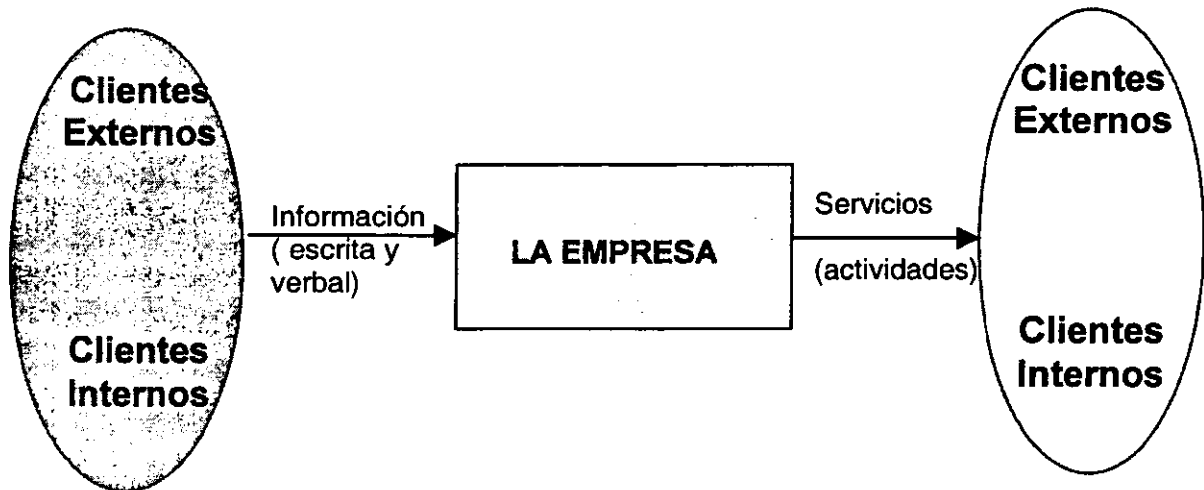 Clientes
Externos
Clientes
Internos
Información
( escrita y
verbal)
LA EMPRESA
Servicios
(actividades)
Clientes
Externos
Clientes
Internos